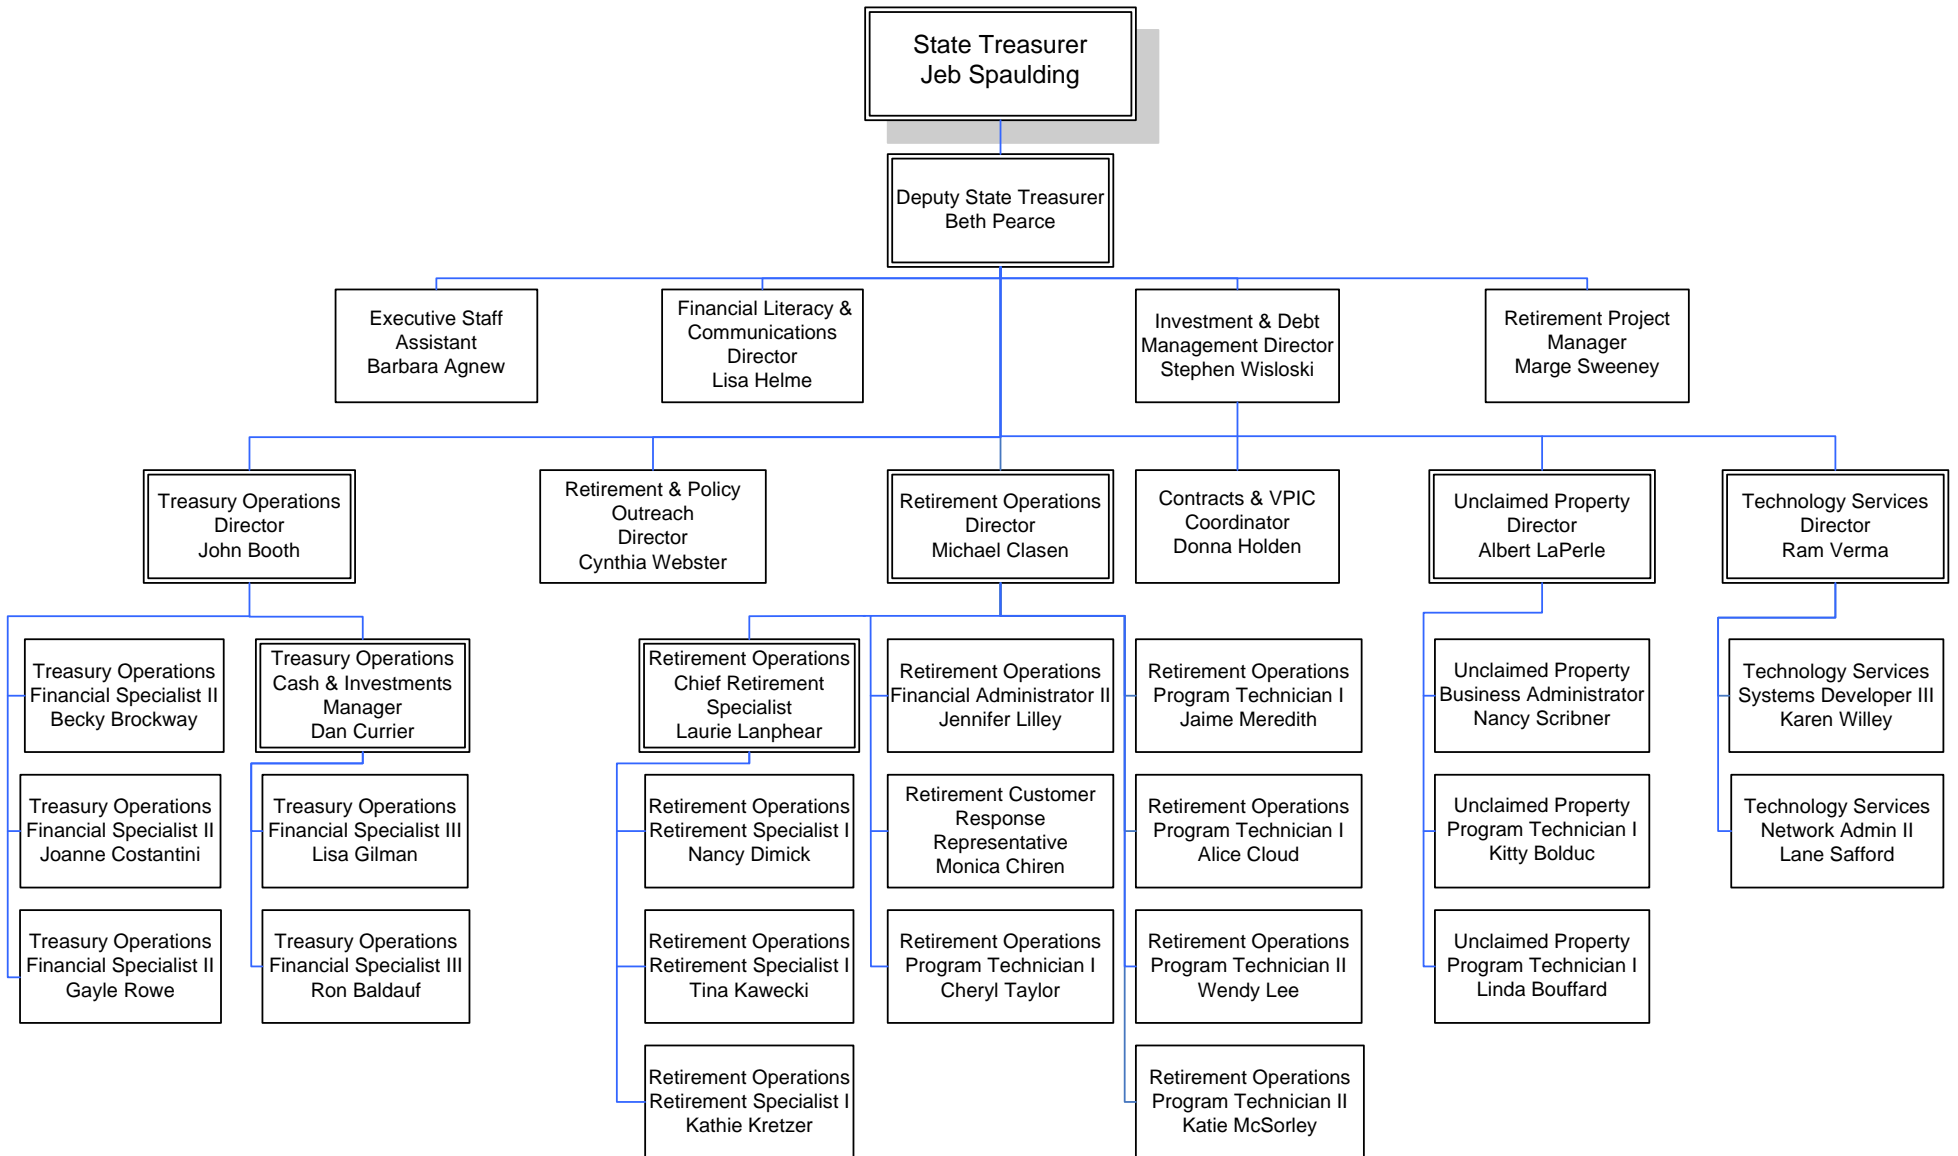 State Treasurer
Jeb Spaulding
Deputy State Treasurer
Beth Pearce
Executive Staff
Assistant
Barbara Agnew
Financial Literacy &
Communications
Director
Lisa Helme
Investment & Debt
Management Director
Stephen Wisloski
Retirement Project
Manager
Marge Sweeney
Treasury Operations
Director
John Booth
Retirement & Policy
Outreach
Director
Cynthia Webster
Retirement Operations
Director
Michael Clasen
Contracts & VPIC
Coordinator
Donna Holden
Unclaimed Property
Director
Albert LaPerle
Technology Services
Director
Ram Verma
Treasury Operations
Financial Specialist II
Becky Brockway
Treasury Operations
Cash & Investments
Manager
Dan Currier
Retirement Operations
Chief Retirement
Specialist
Laurie Lanphear
Retirement Operations
Financial Administrator II
Jennifer Lilley
Retirement Operations
Program Technician I
Jaime Meredith
Unclaimed Property
Business Administrator
Nancy Scribner
Technology Services
Systems Developer III
Karen Willey
Treasury Operations
Financial Specialist II
Joanne Costantini
Treasury Operations
Financial Specialist III
Lisa Gilman
Retirement Operations
Retirement Specialist I
Nancy Dimick
Retirement Customer
Response
Representative
Monica Chiren
Retirement Operations
Program Technician I
Alice Cloud
Unclaimed Property
Program Technician I
Kitty Bolduc
Technology Services
Network Admin II
Lane Safford
Treasury Operations
Financial Specialist II
Gayle Rowe
Treasury Operations
Financial Specialist III
Ron Baldauf
Retirement Operations
Retirement Specialist I
Tina Kawecki
Retirement Operations
Program Technician I
Cheryl Taylor
Retirement Operations
Program Technician II
Wendy Lee
Unclaimed Property
Program Technician I
Linda Bouffard
Retirement Operations
Retirement Specialist I
Kathie Kretzer
Retirement Operations
Program Technician II
Katie McSorley